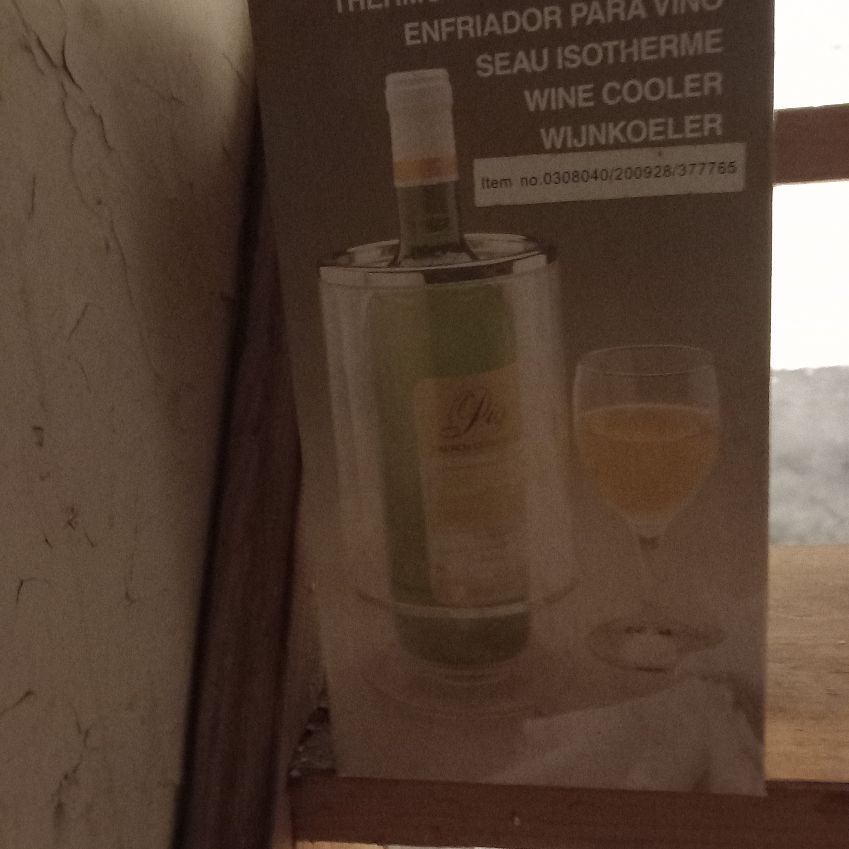 ENFRIADOR PARA VINO
SEAU ISOTHERME
WINE COOLER
WIJNKOELER
Item no.0308040/200928/377765